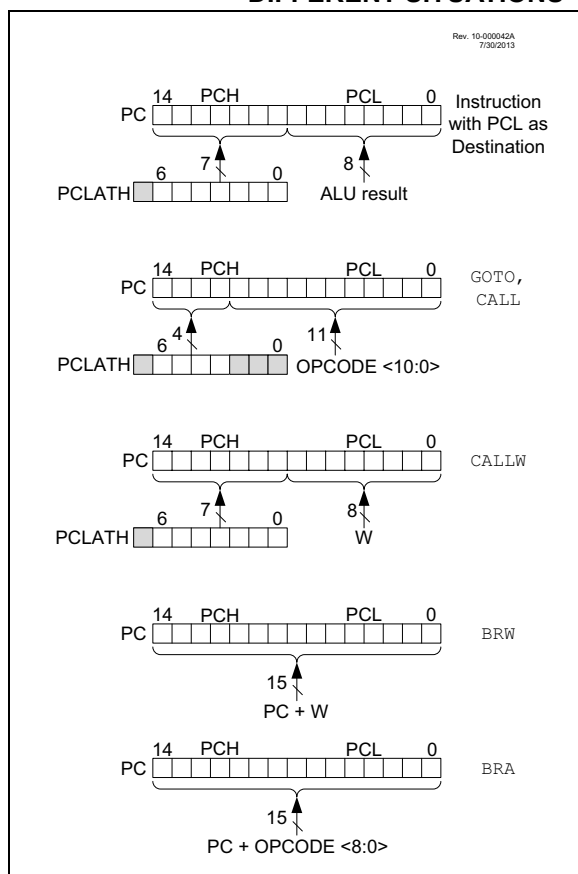 DIFFERENT SITUATIONS
Rev. 10-000042A
7/30/2013
14 PCH PCL 0
PC
Instruction
with PCL as
Destination
6 7 0 8
PCLATH
ALU result
14 PCH PCL 0
PC
GOTO,
CALL
6 4 0 11
PCLATH
OPCODE <10:0>
14 PCH PCL 0
PC
CALLW
6 7 0 8
PCLATH
W
14 PCH PCL 0
PC
BRW
15
PC + W
14 PCH PCL 0
PC
BRA
15
PC + OPCODE <8:0>